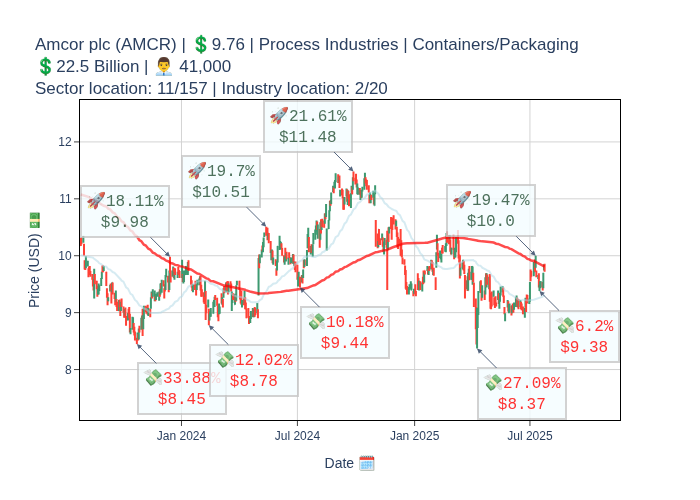 Amcor plc (AMCR) | 💲9.76 | Process Industries | Containers/Packaging
💲22.5 Billion | 👨‍💼 41,000
Sector location: 11/157 | Industry location: 2/20
🚀21.61%
$11.48
🚀19.7%
$10.51
🚀18.11%
$9.98
🚀19.47%
$10.0
💸10.18%
$9.44
💸6.2%
$9.38
💸12.02%
$8.78
💸33.88%
$8.45
💸27.09%
$8.37
12
11
10
9
8
Price (USD) 💵
Jan 2024
Jul 2024
Jan 2025
Jul 2025
Date 🗓️